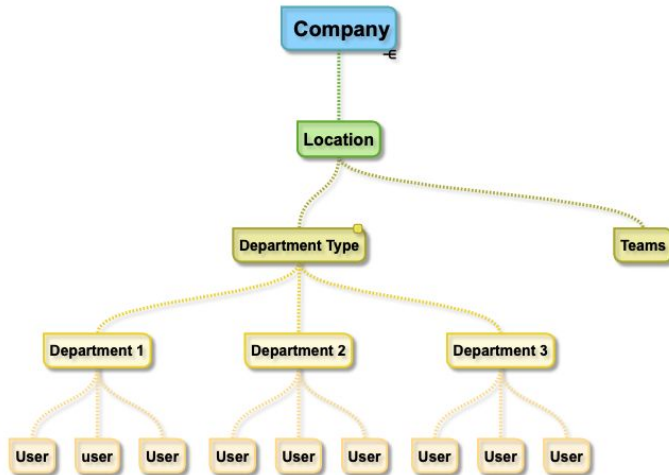 Company
Location
Department Type
Teams
Department 1
Department 2
Department 3
User
user
User
User
User
User
User
User
User